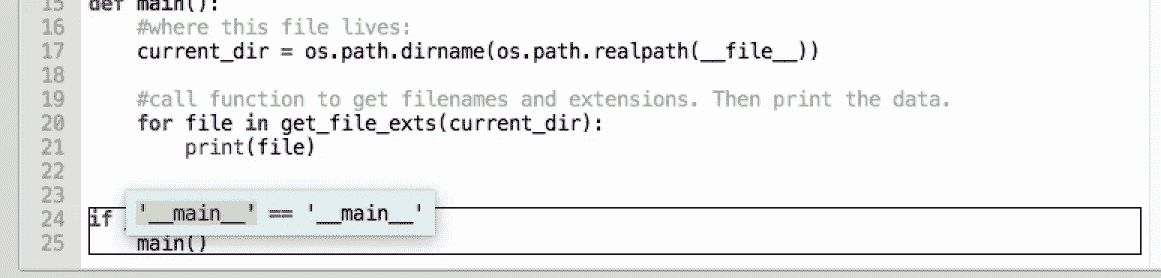 15 def main():
16 #where this file lives:
17 current_dir = os.path.dirname(os.path.realpath(__file__))
18
19 #call function to get filenames and extensions. Then print the data.
20 for file in get_file_exts(current_dir):
21 print(file)
22
23
24 if '__main__' == '__main__'
25 main()